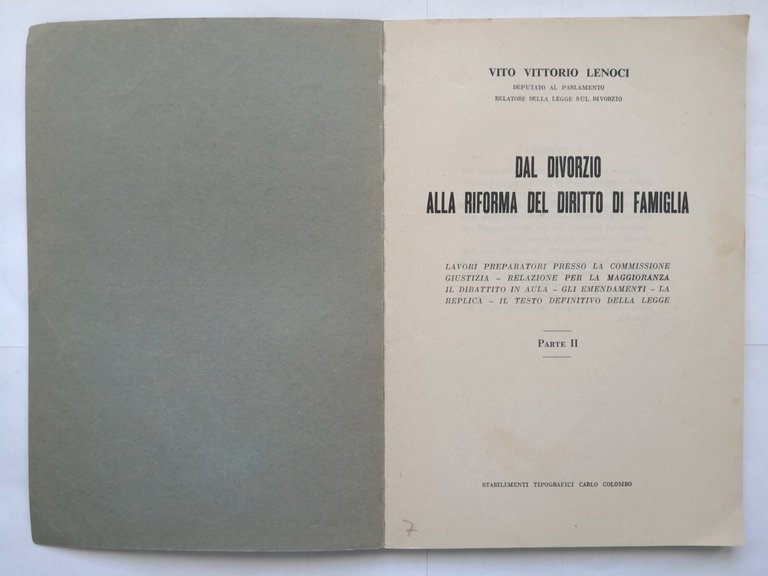 VITO VITTORIO LENOCI
DEPUTATO AL PARLAMENTO
RELATORE DELLA LEGGE SUL DIVORZIO
DAL DIVORZIO
ALLA RIFORMA DEL DIRITTO DI FAMIGLIA
LAVORI PREPARATORI PRESSO LA COMMISSIONE
GIUSTIZIA – RELAZIONE PER LA MAGGIORANZA
IL DIBATTITO IN AULA – GLI EMENDAMENTI – LA
REPLICA – IL TESTO DEFINITIVO DELLA LEGGE
PARTE II
STABILIMENTI TIPOGRAFICI CARLO COLOMBO
7